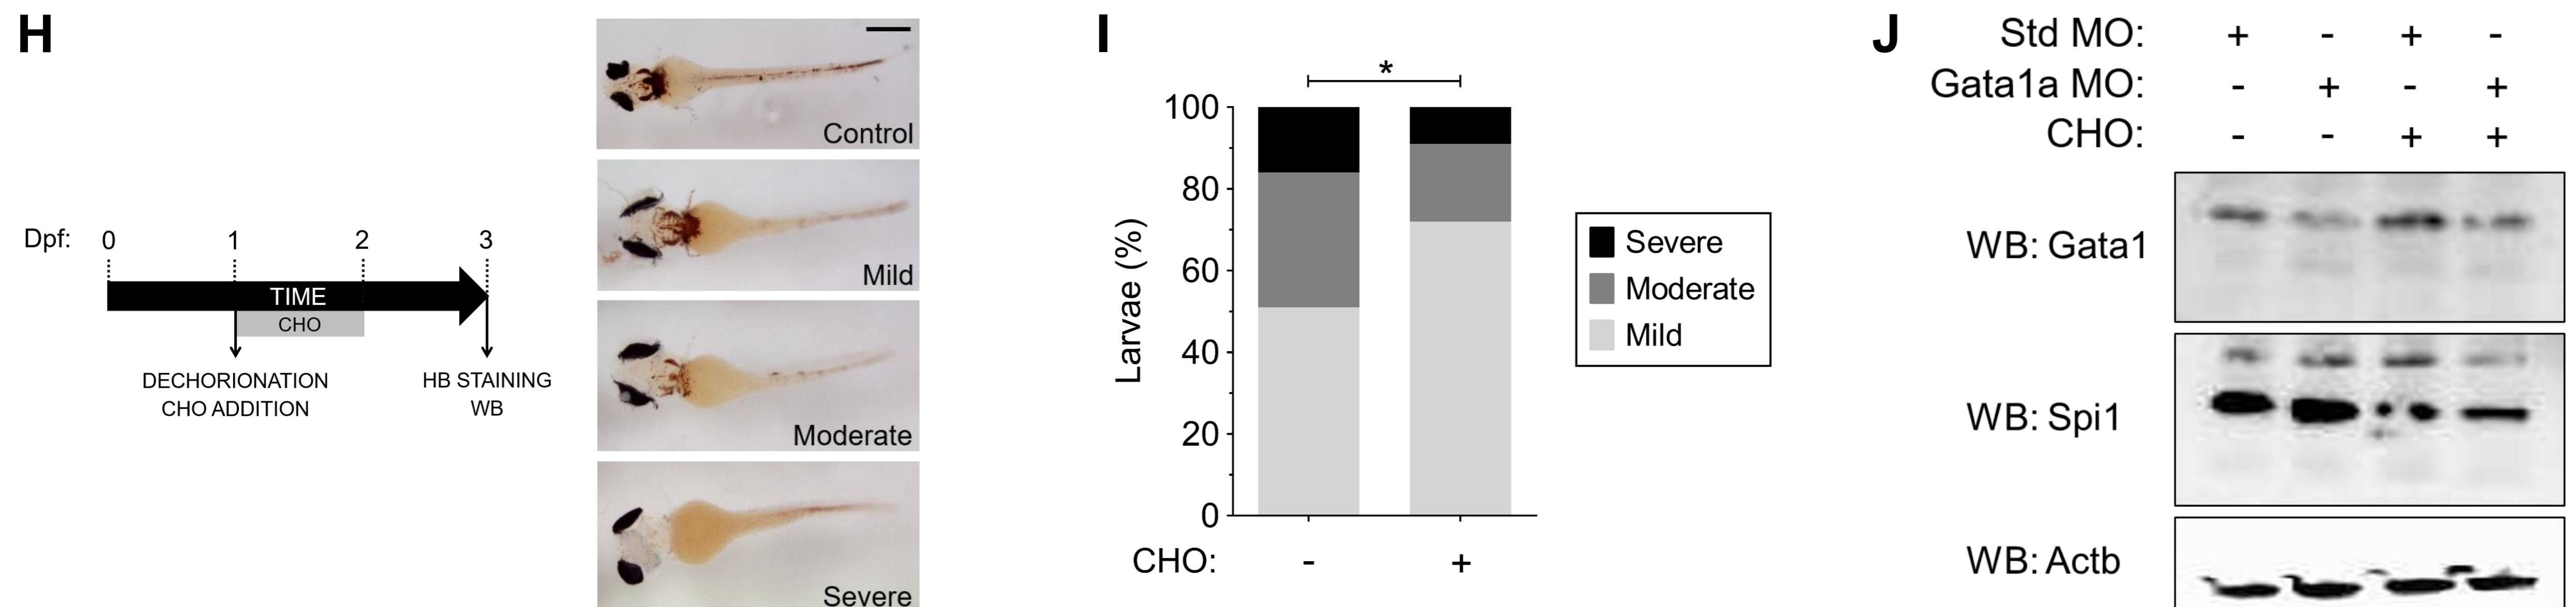 H
Dpf: 0 1 2 3
TIME
CHO
DECHORIONATION
CHO ADDITION
HB STAINING
WB
Control
Mild
Moderate
Severe
I
*
100
80
60
40
20
0
Larvae (%)
CHO: - +
Severe
Moderate
Mild
J
Std MO: + - + -
Gata1a MO: - + - +
CHO: - - + +
WB: Gata1
WB: Spi1
WB: Actb